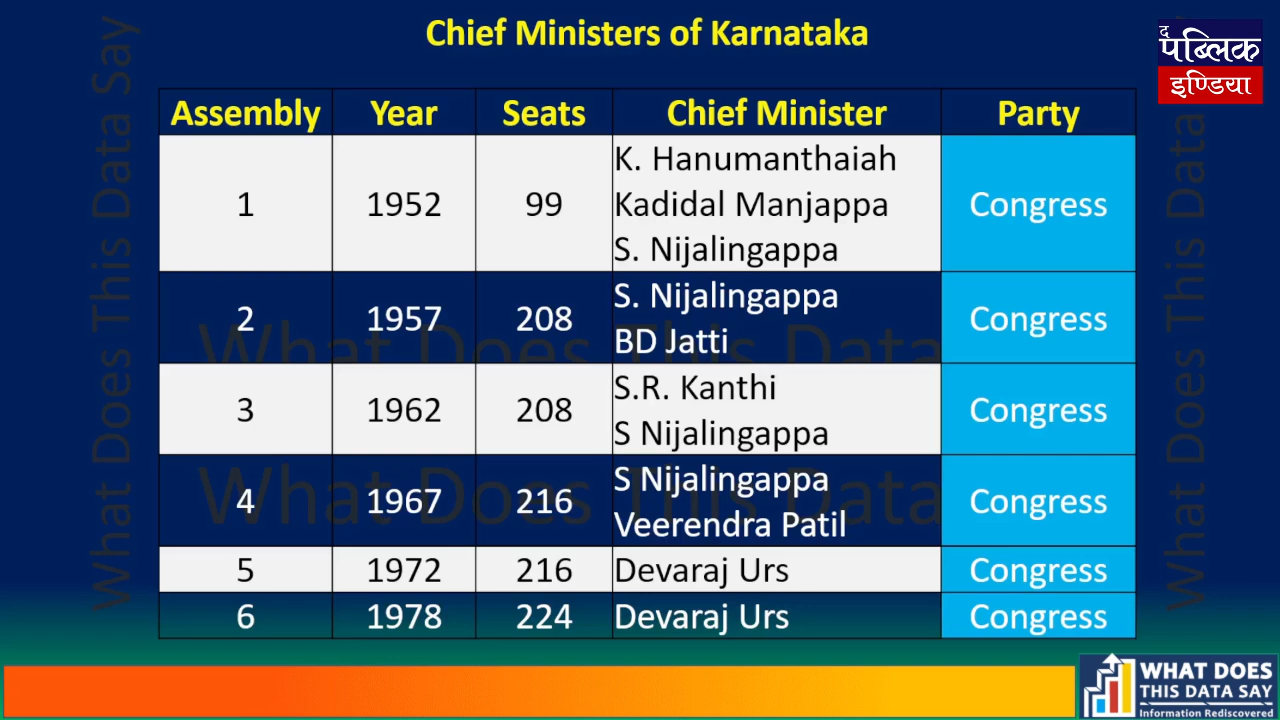 Chief Ministers of Karnataka
द
पब्लिक
इण्डिया
Assembly Year Seats Chief Minister Party
1 1952 99 K. Hanumanthaiah Congress
Kadidal Manjappa
S. Nijalingappa
2 1957 208 S. Nijalingappa Congress
BD Jatti
3 1962 208 S.R. Kanthi Congress
S Nijalingappa
4 1967 216 S Nijalingappa Congress
Veerendra Patil
5 1972 216 Devaraj Urs Congress
6 1978 224 Devaraj Urs Congress
What Does This Data Say
What Does This Data
What Does This Data
What Does This Data
WHAT DOES
THIS DATA SAY
Information Rediscovered